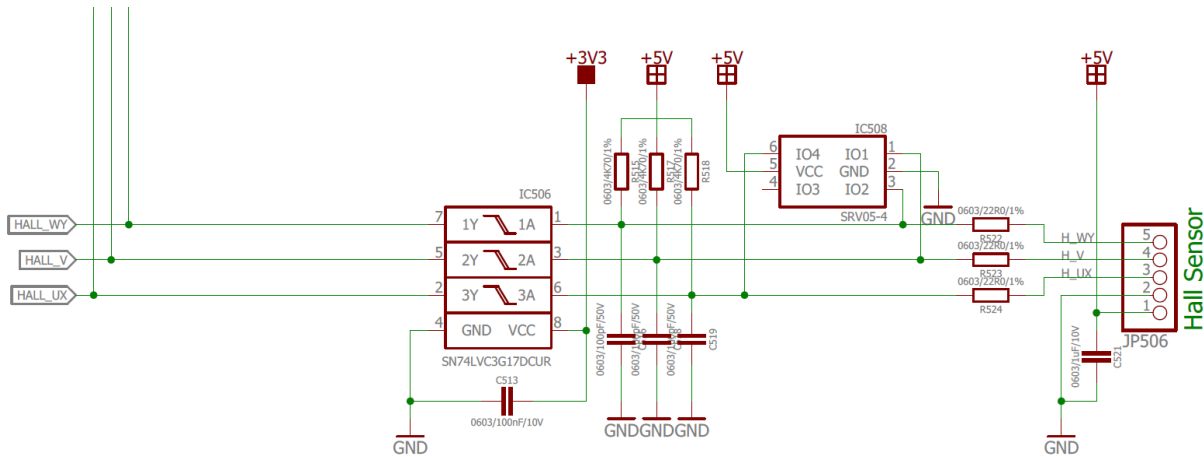 +3V3
+5V
+5V
+5V
IC508
6 IO4 IO1 1
5 VCC GND 2
4 IO3 IO2 3
SRV05-4
GND
0603/4K70/1%
R515
0603/4K70/1%
R517
0603/4K70/1%
R518
IC506
HALL_WY
7 1Y 1A 1
HALL_V
5 2Y 2A 3
HALL_UX
2 3Y 3A 6
4 GND VCC 8
SN74LVC3G17DCUR
C513
0603/100nF/10V
GND
0603/100pF/50V
0603/100pF/50V
0603/100pF/50V
C519
GND
GND
GND
0603/22R0/1%
R522
0603/22R0/1%
R523
0603/22R0/1%
R524
H_WY
H_V
H_UX
5
4
3
2
1
JP506
Hall Sensor
0603/1uF/10V
C521
GND